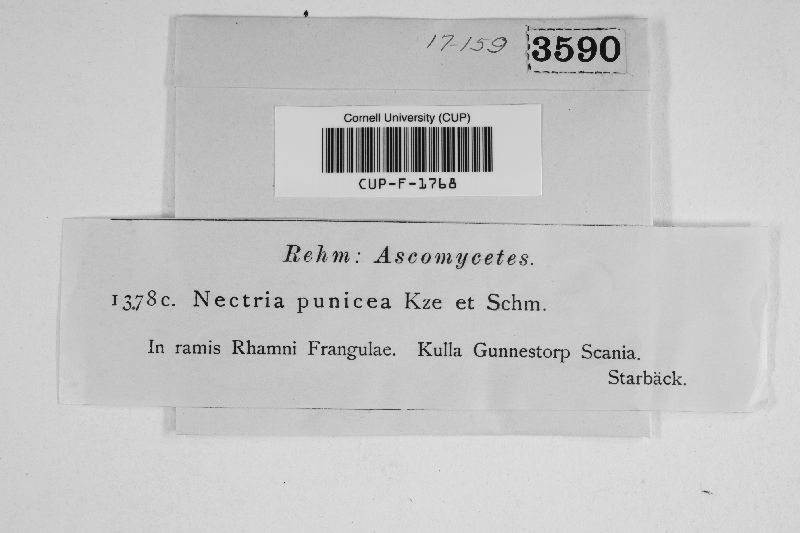 17-159 3590
Cornell University (CUP)
CUP-F-1768
Rehm: Ascomycetes.
1378c. Nectria punicea Kze et Schm.
In ramis Rhamni Frangulae. Kulla Gunnestorp Scania.
Starbäck.